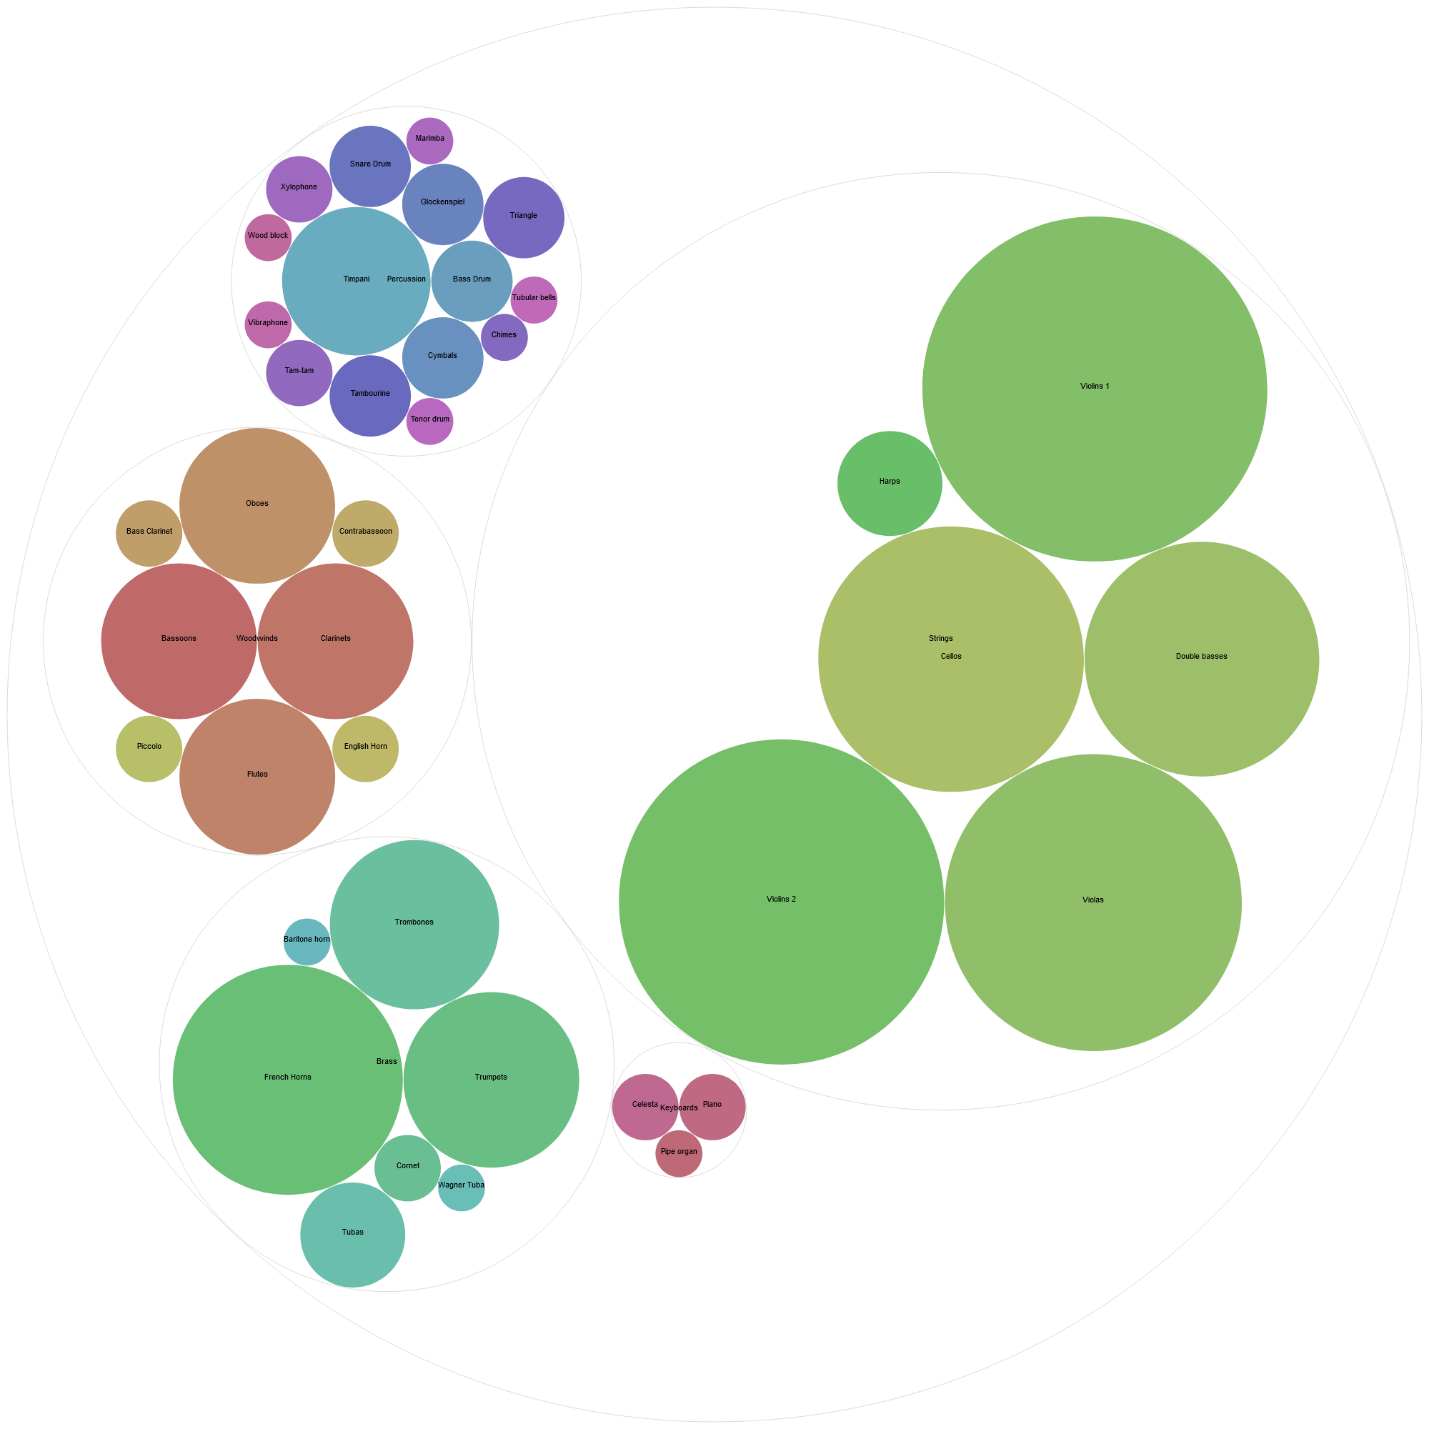 Marimba
Snare Drum
Xylophone
Glockenspiel
Triangle
Wood block
Timpani
Percussion
Bass Drum
Tubular bells
Vibraphone
Chimes
Cymbals
Tam-tam
Tambourine
Tenor drum
Oboes
Bass Clarinet
Contrabassoon
Bassoons
Woodwinds
Clarinets
Piccolo
English Horn
Flutes
Violins 1
Harps
Strings
Cellos
Double basses
Violins 2
Violas
Trombones
Baritone horn
Brass
French Horns
Trumpets
Cornet
Wagner Tuba
Tubas
Celesta
Keyboards
Piano
Pipe organ